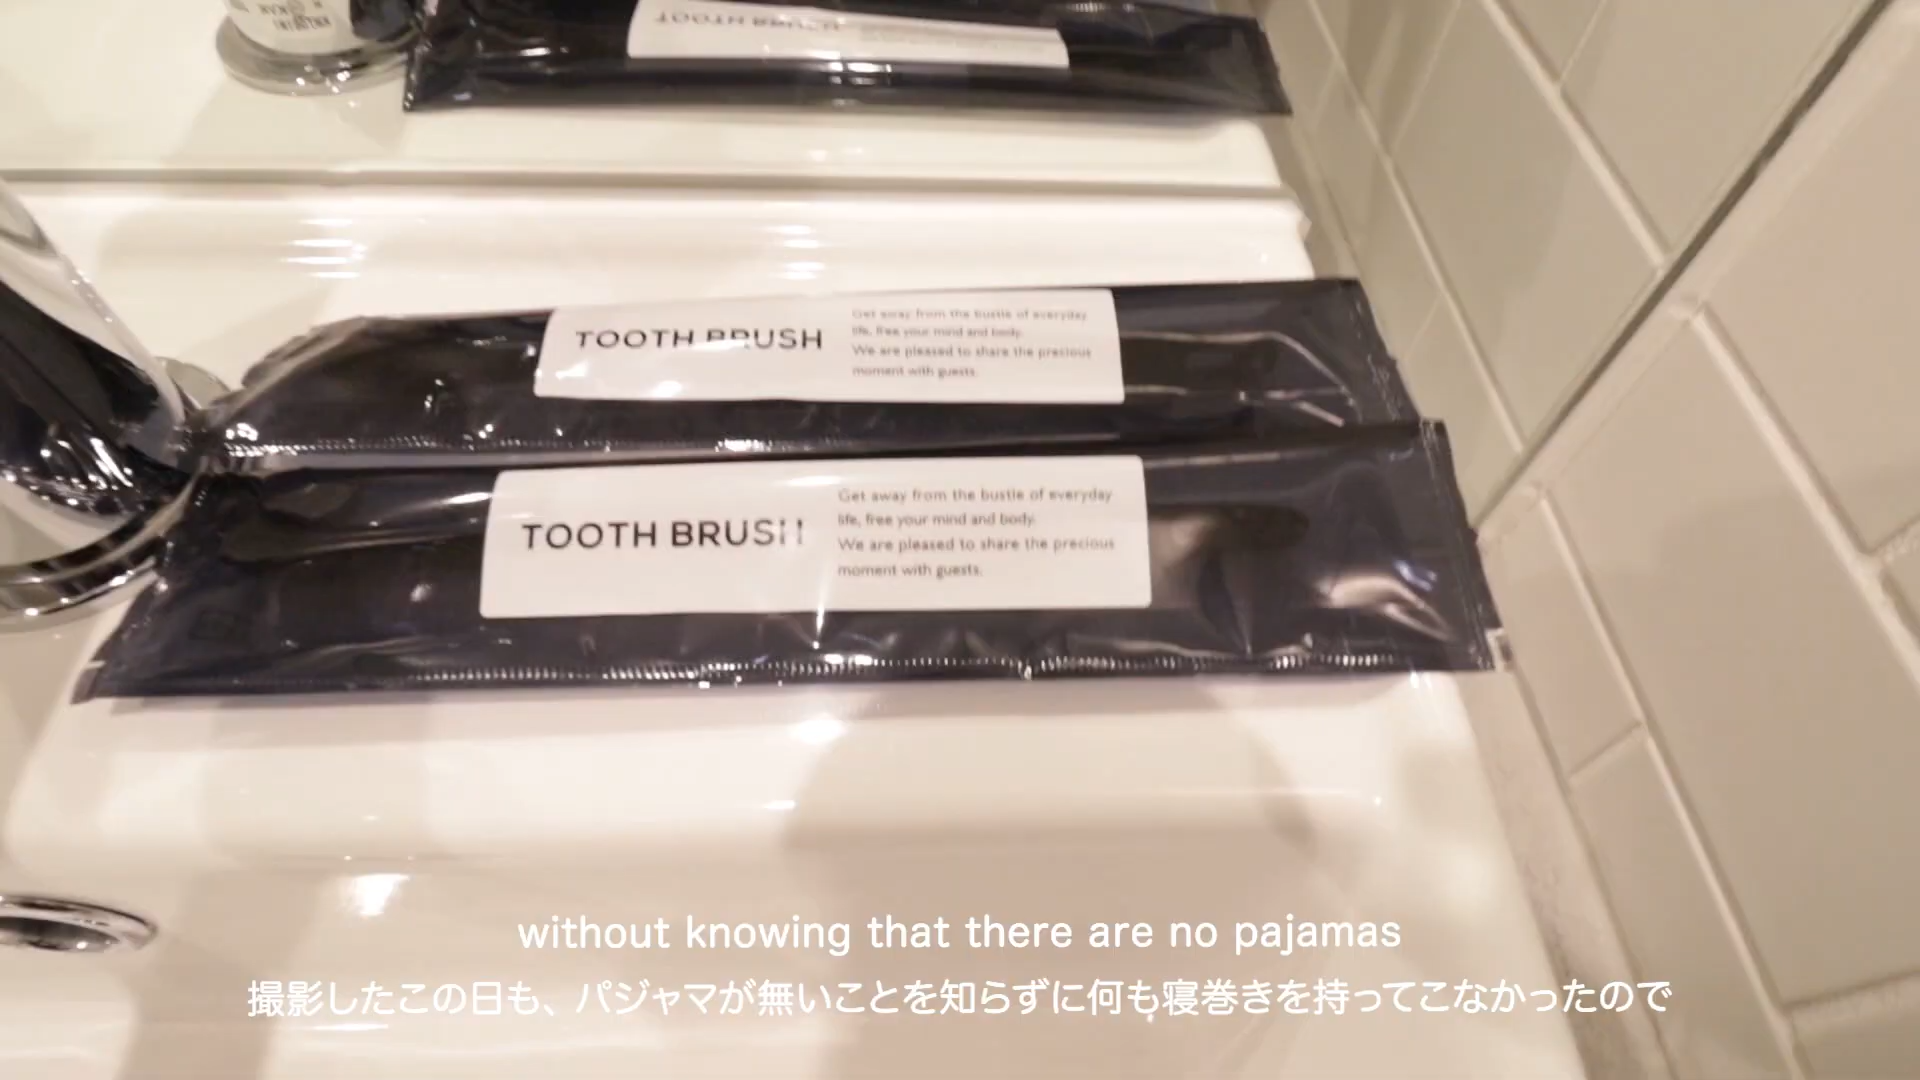 TOOTH BRUSH
TOOTH BRUSH
Get away from the bustle of everyday
life, free your mind and body.
We are pleased to share the precious
moment with guests.
TOOTH BRUSH
Get away from the bustle of everyday
life, free your mind and body.
We are pleased to share the precious
moment with guests.
without knowing that there are no pajamas
撮影したこの日も、パジャマが無いことを知らずに何も寝巻きを持ってこなかったので